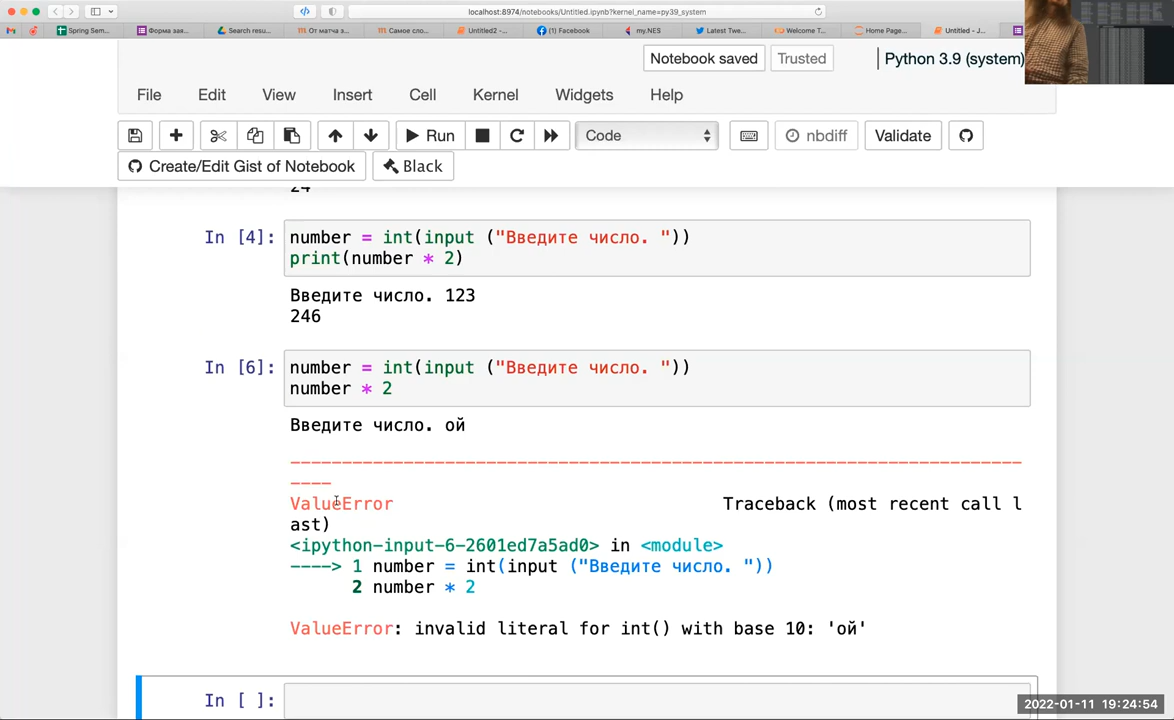 localhost:8974/notebooks/Untitled.ipynb?kernel_name=py39_system
Spring Sem...
Форма зая...
Search resu...
От матча з...
Самое сло...
Untitled2 - ...
Facebook
my.NES
Latest Twe...
Welcome T...
Home Page...
Untitled - J...
Notebook saved
Trusted
Python 3.9 (system)
File Edit View Insert Cell Kernel Widgets Help
Run
Code
nbdiff
Validate
Create/Edit Gist of Notebook
Black
24
In [4]: number = int(input ("Введите число. "))
print(number * 2)
Введите число. 123
246
In [6]: number = int(input ("Введите число. "))
number * 2
Введите число. ой
---------------------------------------------------------------------------
ValueError Traceback (most recent call l
ast)
<ipython-input-6-2601ed7a5ad0> in <module>
----> 1 number = int(input ("Введите число. "))
2 number * 2
ValueError: invalid literal for int() with base 10: 'ой'
In [ ]:
2022-01-11 19:24:54